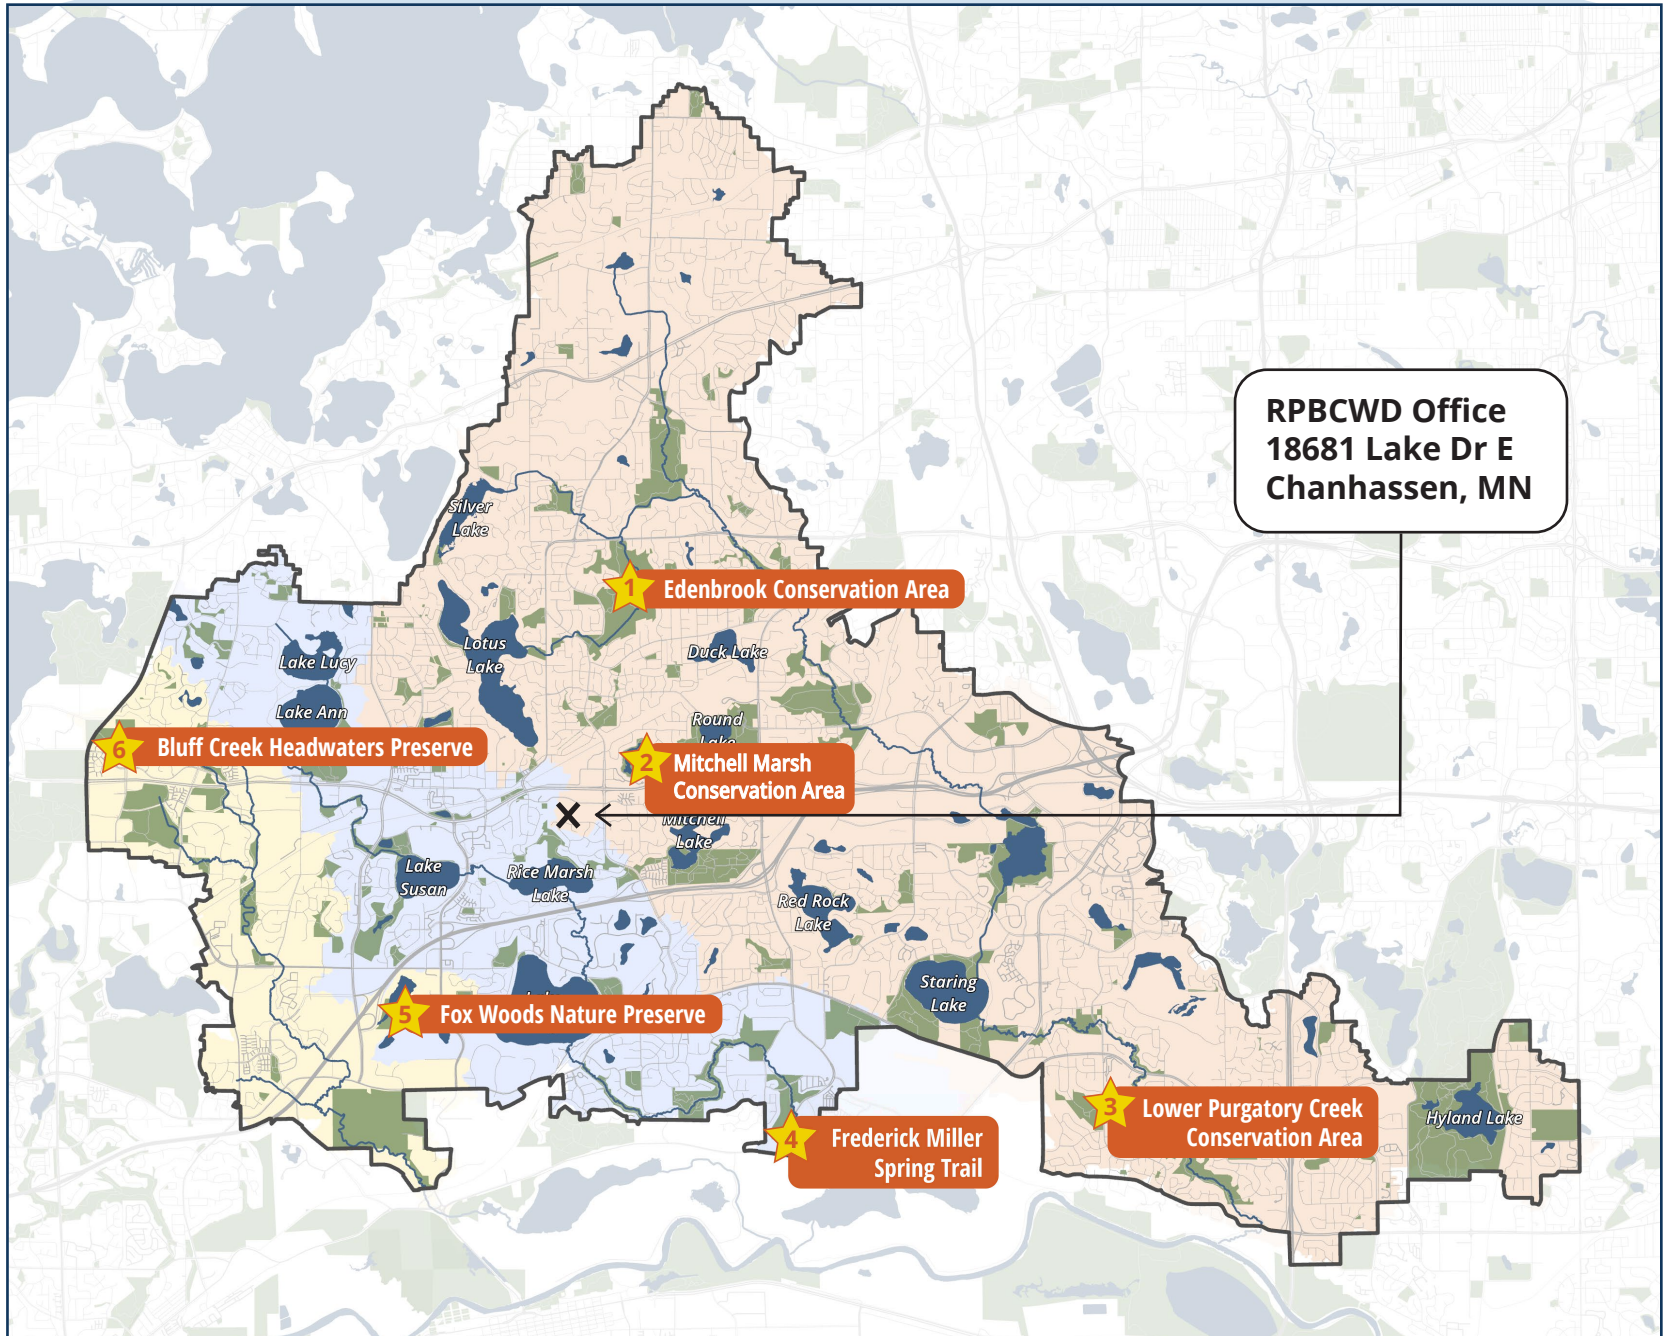 RPBCWD Office
18681 Lake Dr E
Chanhassen, MN
Silver
Lake
1
Edenbrook Conservation Area
Lotus
Lake
Duck Lake
Lake Lucy
Lake Ann
Round
Lake
6
Bluff Creek Headwaters Preserve
2
Mitchell Marsh
Conservation Area
Mitchell
Lake
Lake
Susan
Rice Marsh
Lake
Red Rock
Lake
Staring
Lake
5
Fox Woods Nature Preserve
3
Lower Purgatory Creek
Conservation Area
Hyland Lake
4
Frederick Miller
Spring Trail